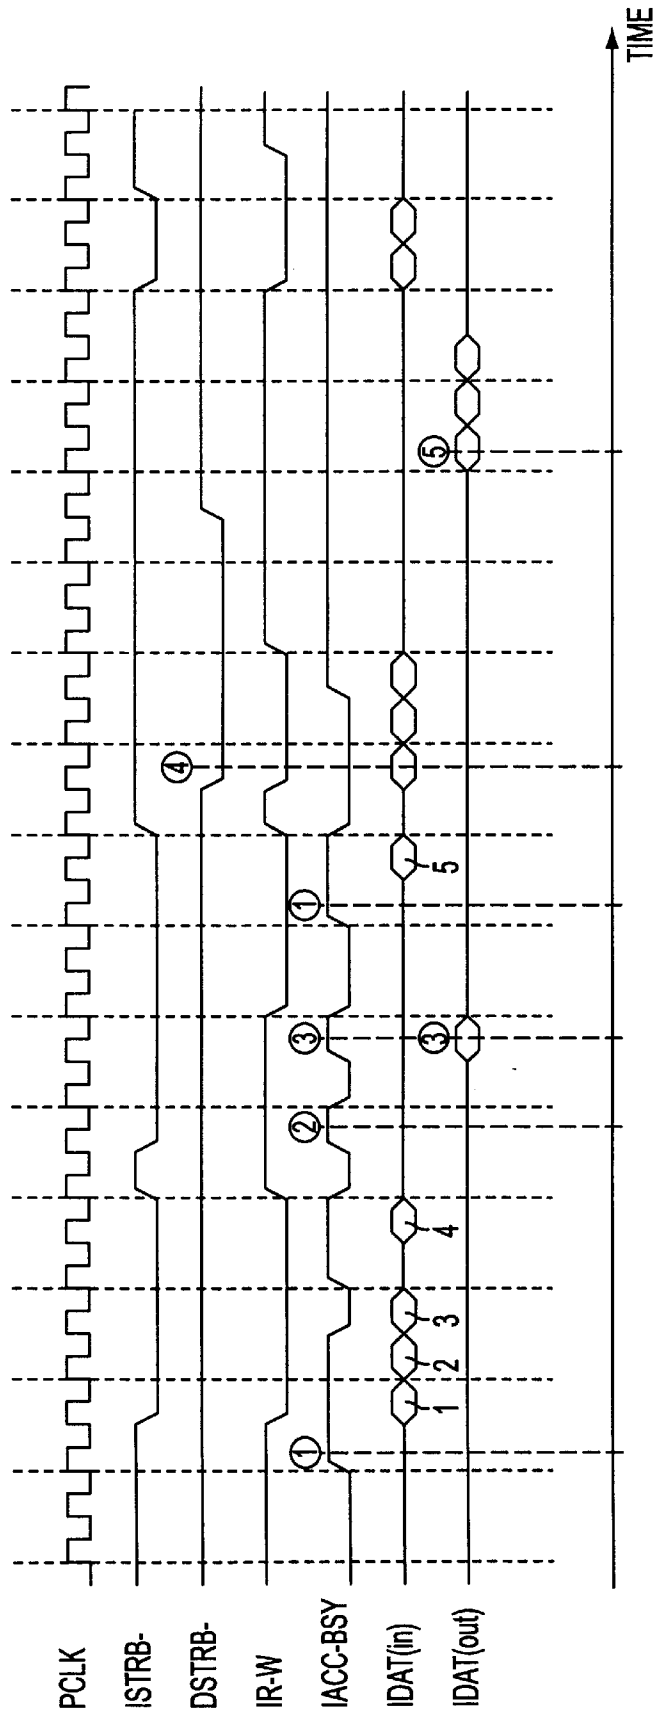 PCLK
ISTRB-
DSTRB-
④
IR-W
IACC-BSY
① ② ③ ①
IDAT(in)
1 2 3 4 5
IDAT(out)
③ ⑤
TIME